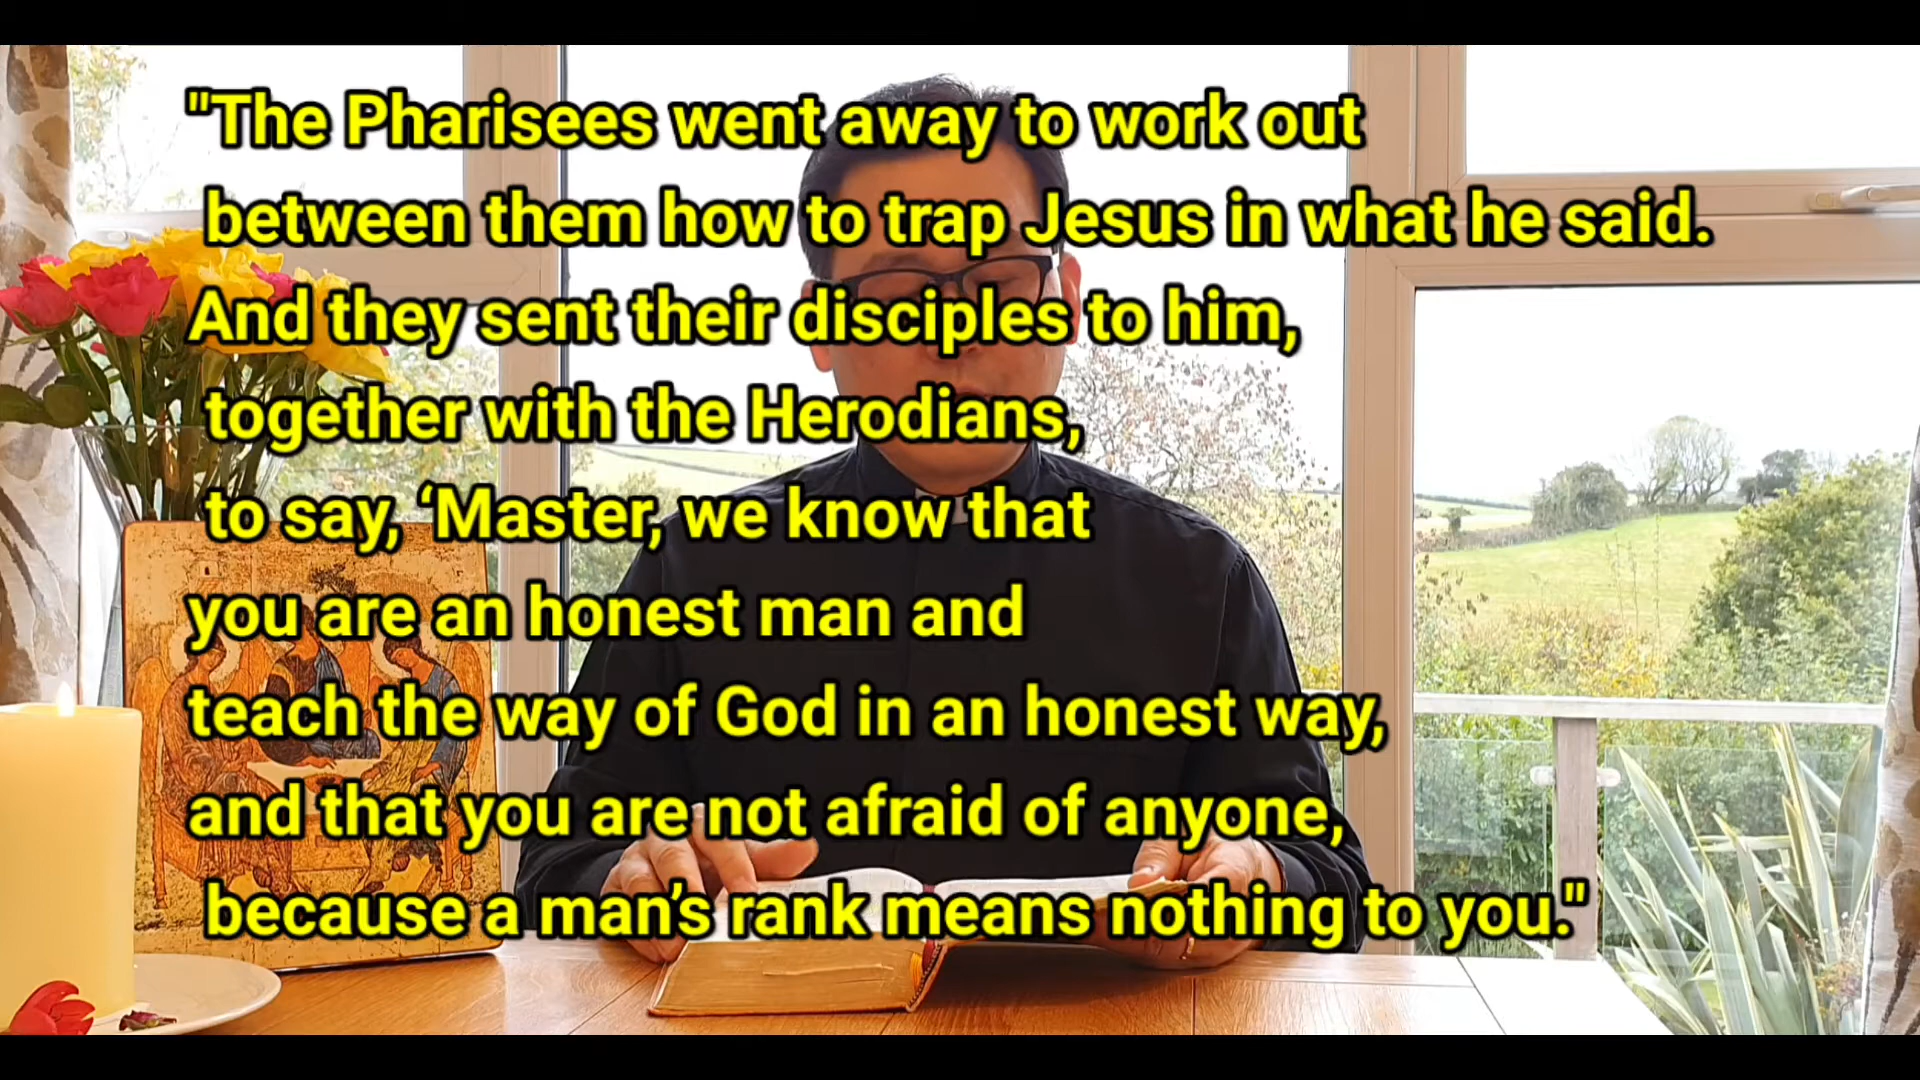 "The Pharisees went away to work out
between them how to trap Jesus in what he said.
And they sent their disciples to him,
together with the Herodians,
to say, ‘Master, we know that
you are an honest man and
teach the way of God in an honest way,
and that you are not afraid of anyone,
because a man’s rank means nothing to you."